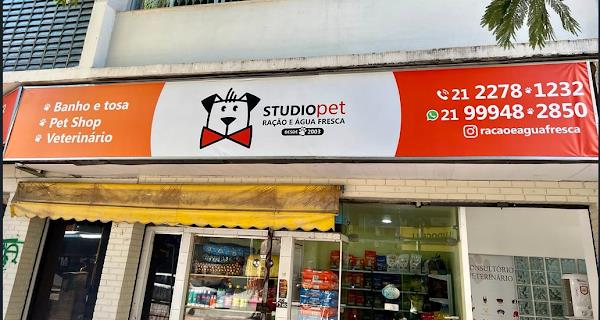 Banho e tosa
Pet Shop
Veterinário
STUDIOpet
RAÇÃO E ÁGUA FRESCA
DESDE 2003
21 2278 1232
21 99948 2850
racaoeaguafresca
CONSULTÓRIO
VETERINÁRIO